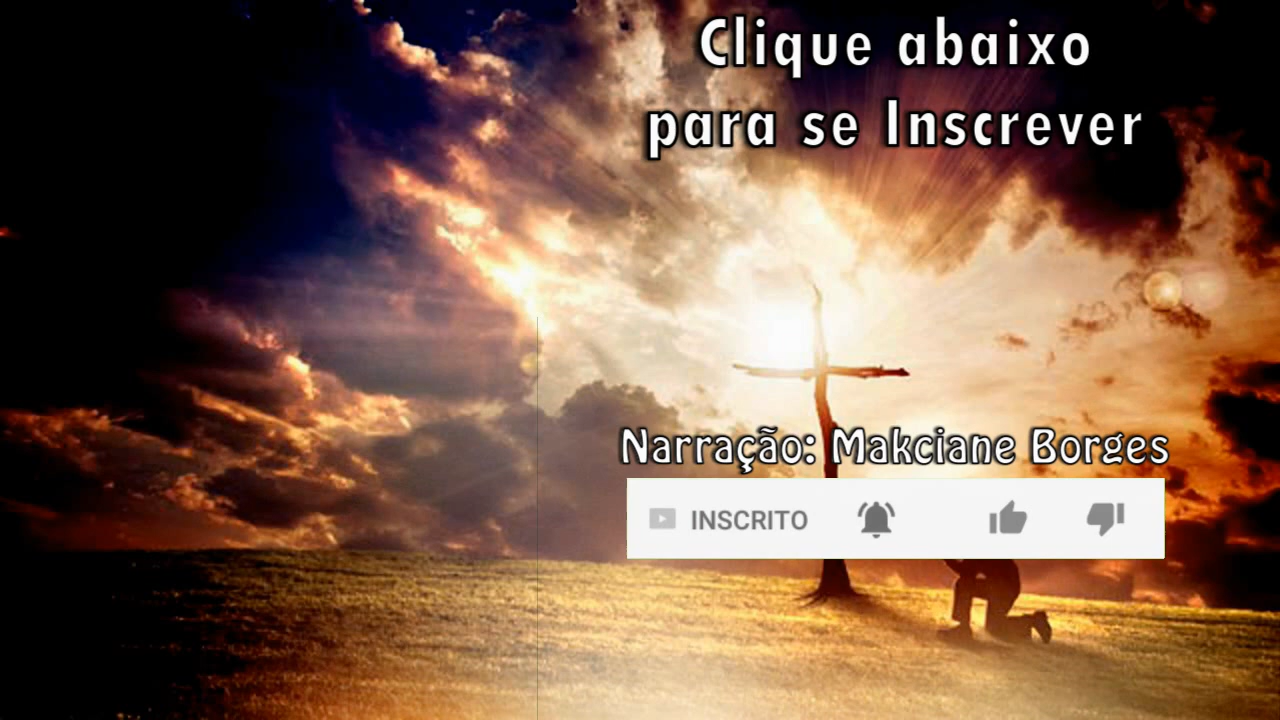 Clique abaixo
para se Inscrever
Narração: Makciane Borges
INSCRITO